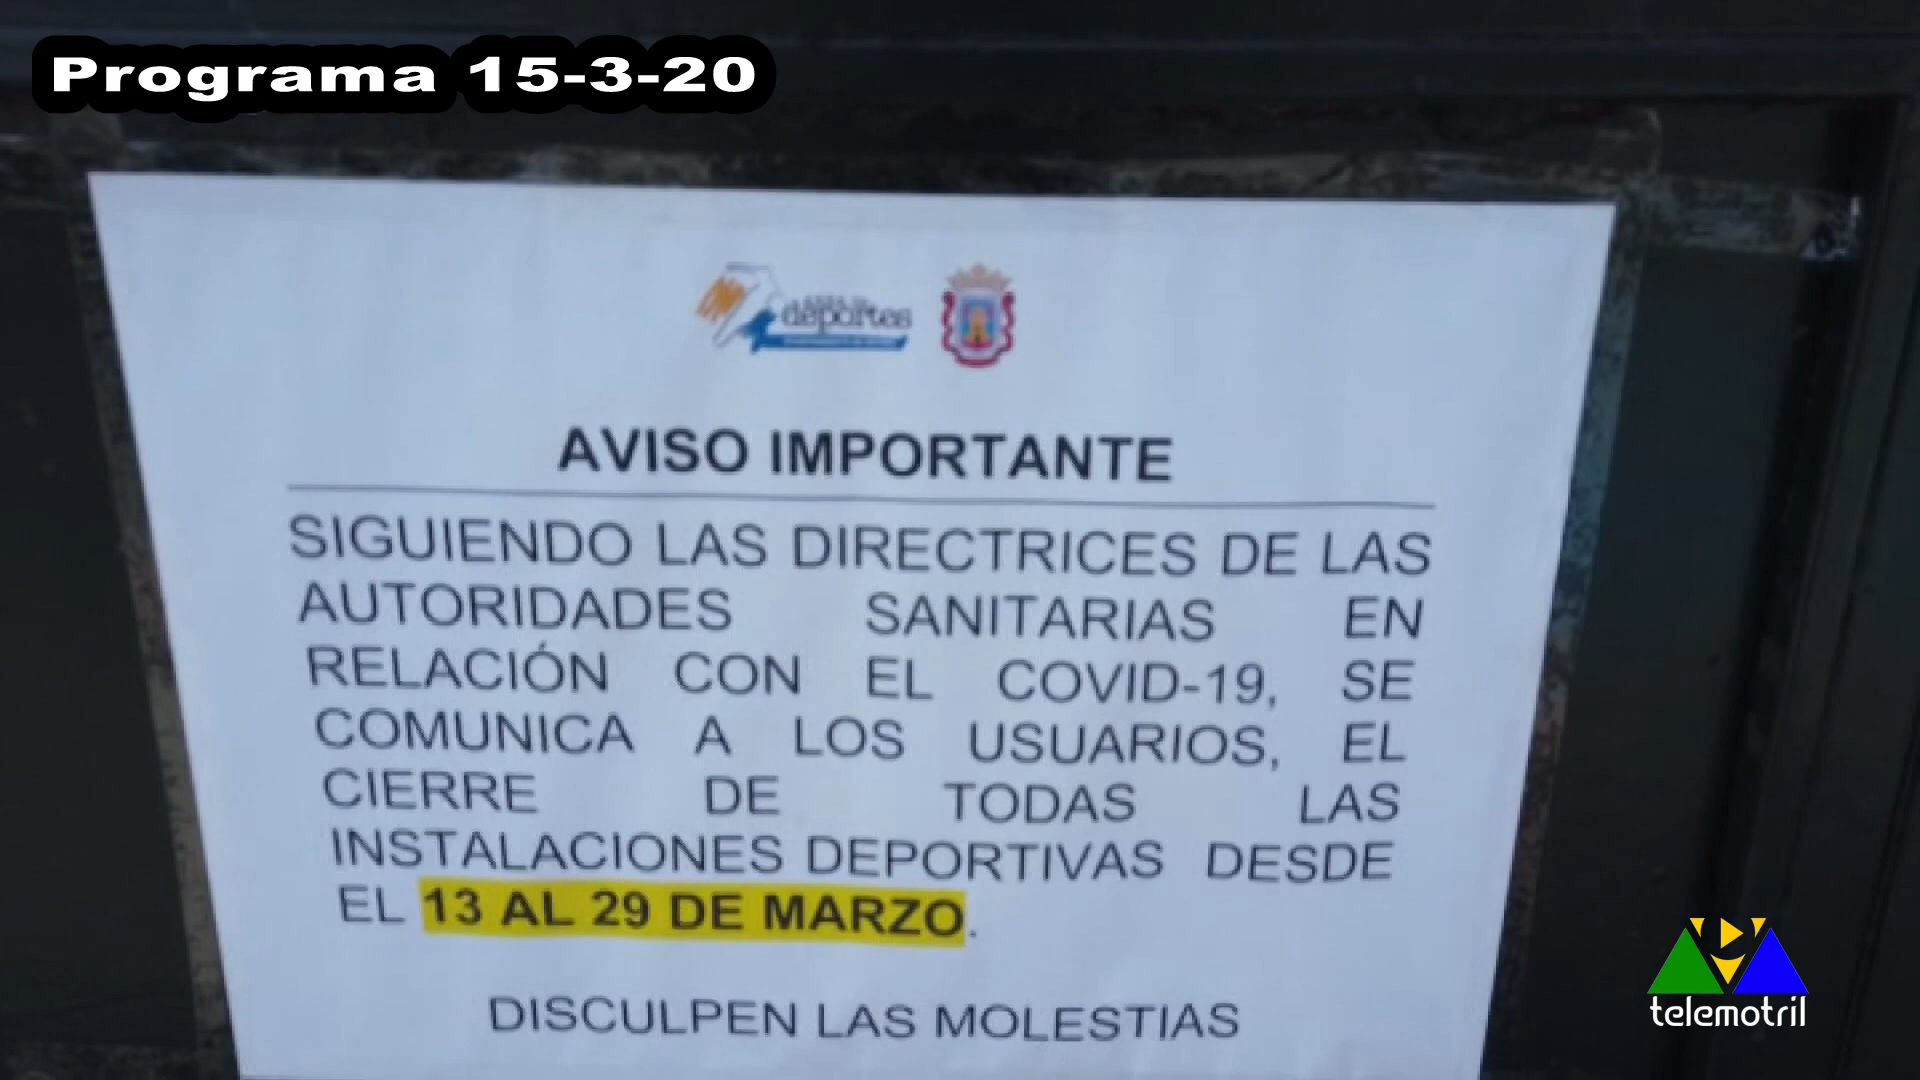 Programa 15-3-20
deportes
AVISO IMPORTANTE
SIGUIENDO LAS DIRECTRICES DE LAS
AUTORIDADES SANITARIAS EN
RELACIÓN CON EL COVID-19, SE
COMUNICA A LOS USUARIOS, EL
CIERRE DE TODAS LAS
INSTALACIONES DEPORTIVAS DESDE
EL 13 AL 29 DE MARZO.
DISCULPEN LAS MOLESTIAS
telemotril